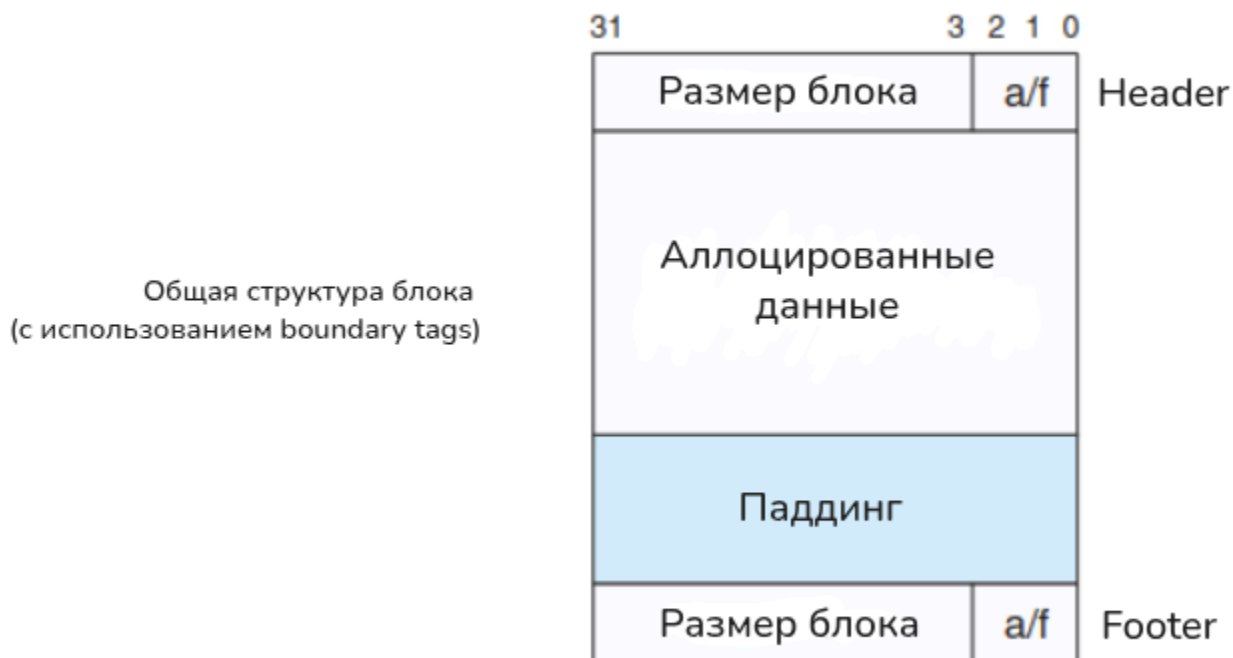 31 3 2 1 0
Размер блока a/f Header
Аллоцированные
данные
Общая структура блока
(с использованием boundary tags)
Паддинг
Размер блока a/f Footer